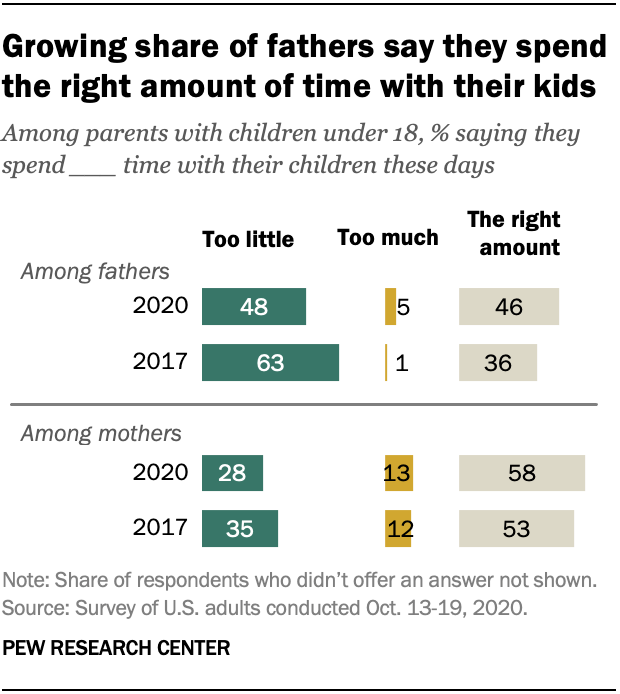 Growing share of fathers say they spend
the right amount of time with their kids
Among parents with children under 18, % saying they
spend ___ time with their children these days
Too little Too much The right
amount
Among fathers
2020 48 5 46
2017 63 1 36
Among mothers
2020 28 13 58
2017 35 12 53
Note: Share of respondents who didn’t offer an answer not shown.
Source: Survey of U.S. adults conducted Oct. 13-19, 2020.
PEW RESEARCH CENTER